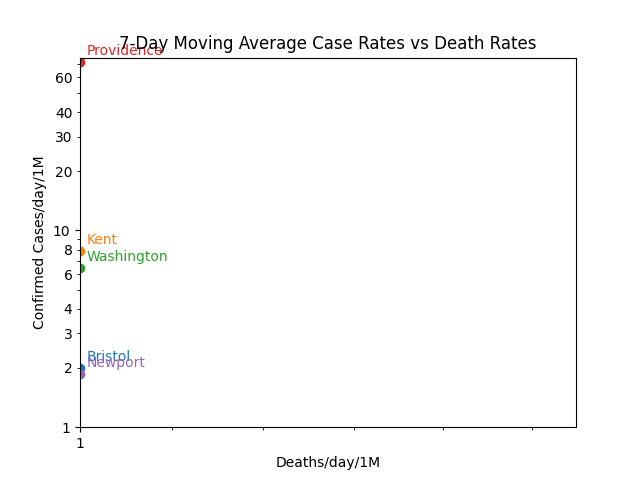 7-Day Moving Average Case Rates vs Death Rates
Providence
60
40
30
20
10
Kent
8
Washington
6
4
3
Bristol
2
Newport
1
1
Deaths/day/1M
Confirmed Cases/day/1M